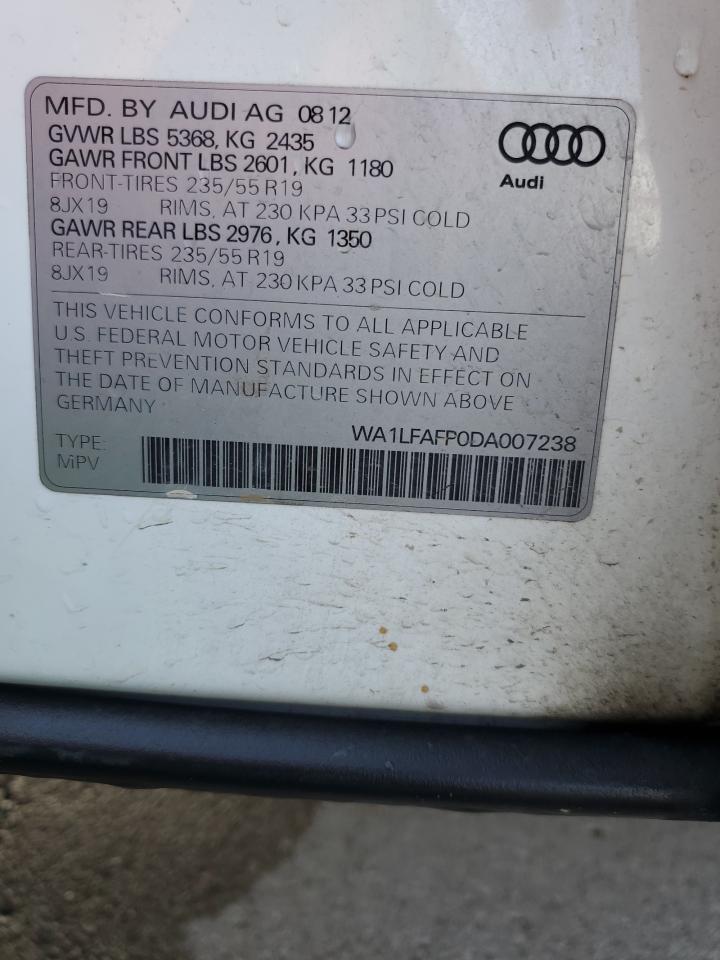 MFD. BY AUDI AG 08 12
GVWR LBS 5368, KG 2435
GAWR FRONT LBS 2601, KG 1180
FRONT-TIRES 235/55 R19
8JX19 RIMS, AT 230 KPA 33 PSI COLD
GAWR REAR LBS 2976, KG 1350
REAR-TIRES 235/55 R19
8JX19 RIMS, AT 230 KPA 33 PSI COLD
Audi
THIS VEHICLE CONFORMS TO ALL APPLICABLE
U.S. FEDERAL MOTOR VEHICLE SAFETY AND
THEFT PREVENTION STANDARDS IN EFFECT ON
THE DATE OF MANUFACTURE SHOWN ABOVE
GERMANY
WA1LFAFP0DA007238
TYPE:
MPV